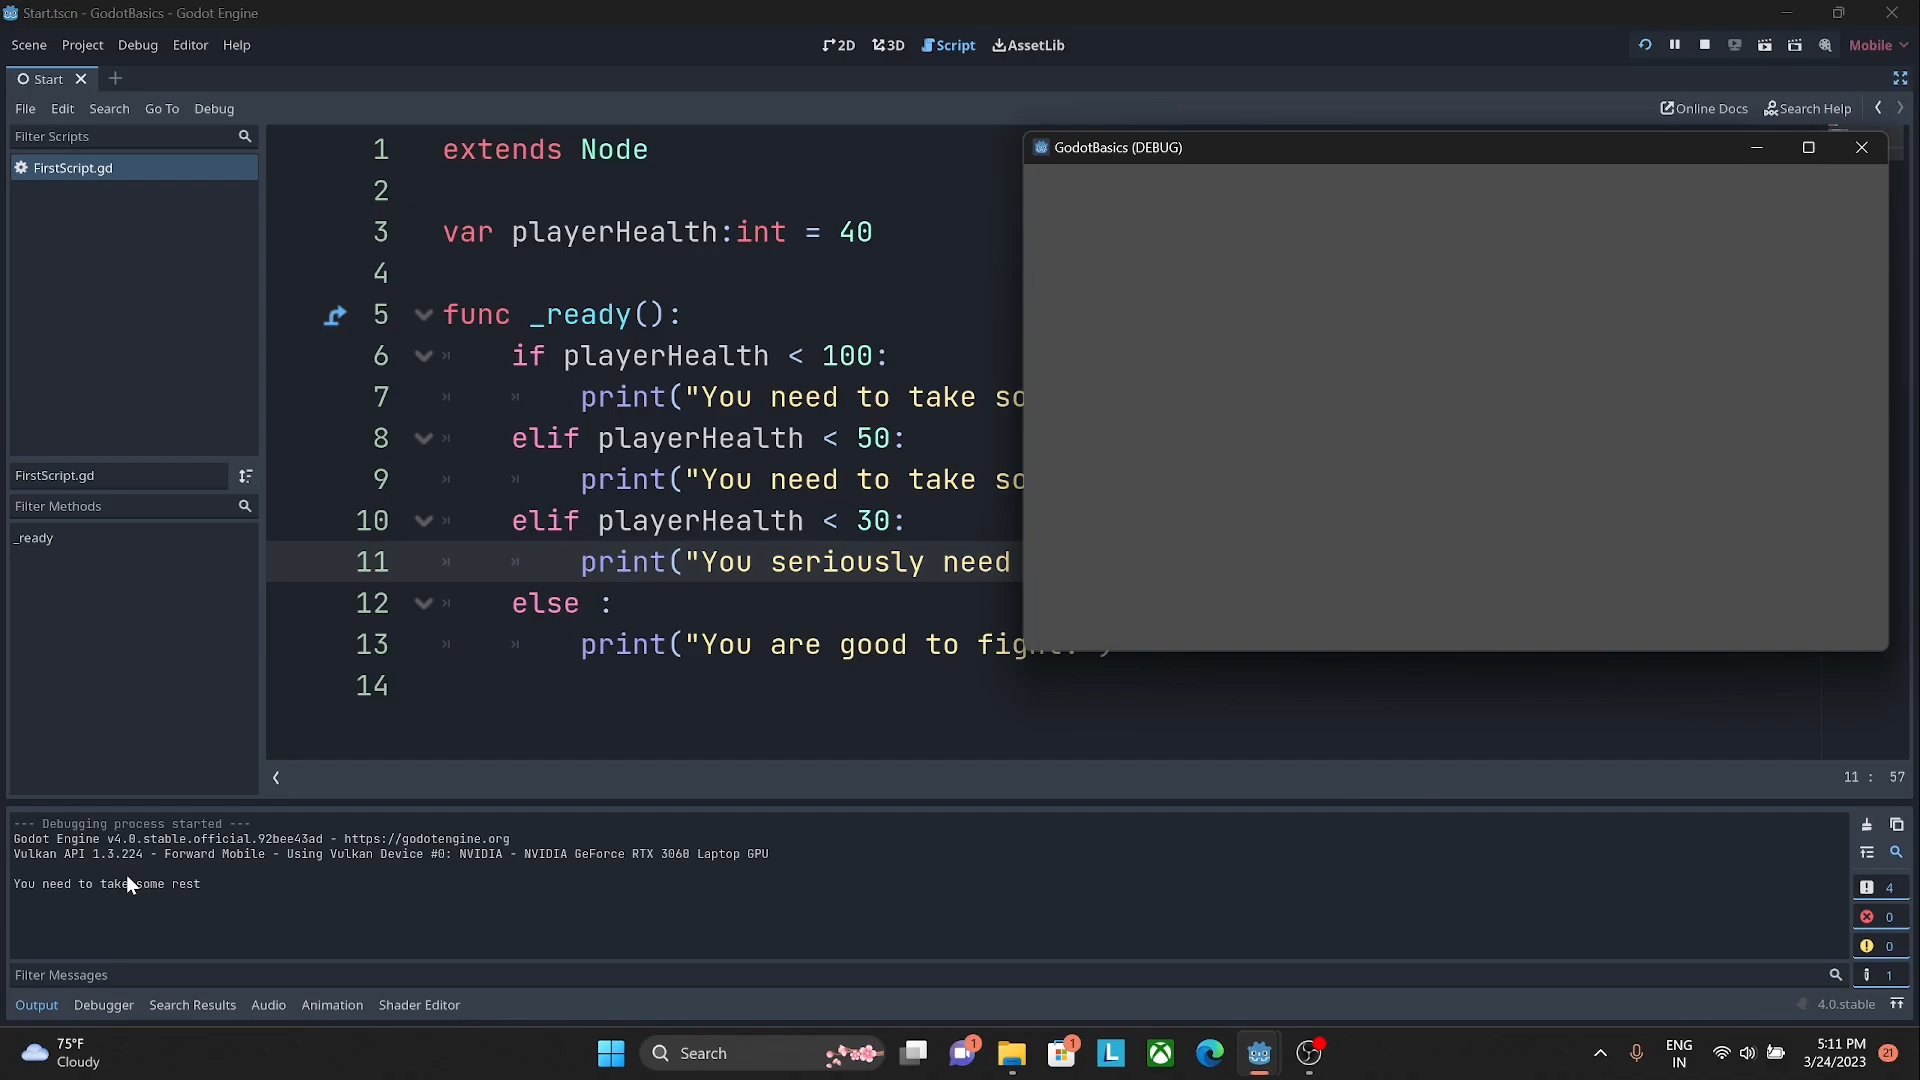 Start.tscn - GodotBasics - Godot Engine
Scene Project Debug Editor Help
2D 3D Script AssetLib
Mobile
Start
File Edit Search Go To Debug
Online Docs Search Help
Filter Scripts
FirstScript.gd
FirstScript.gd
Filter Methods
_ready
1 extends Node
2
3 var playerHealth:int = 40
4
5 func _ready():
6 if playerHealth < 100:
7 print("You need to take so
8 elif playerHealth < 50:
9 print("You need to take so
10 elif playerHealth < 30:
11 print("You seriously need
12 else :
13 print("You are good to fig
14
GodotBasics (DEBUG)
11 : 57
--- Debugging process started ---
Godot Engine v4.0.stable.official.92bee43ad - https://godotengine.org
Vulkan API 1.3.224 - Forward Mobile - Using Vulkan Device #0: NVIDIA - NVIDIA GeForce RTX 3060 Laptop GPU
You need to take some rest
4
0
0
1
Filter Messages
Output Debugger Search Results Audio Animation Shader Editor
4.0.stable
75°F
Cloudy
Search
1
1
L
ENG
IN
5:11 PM
3/24/2023
21